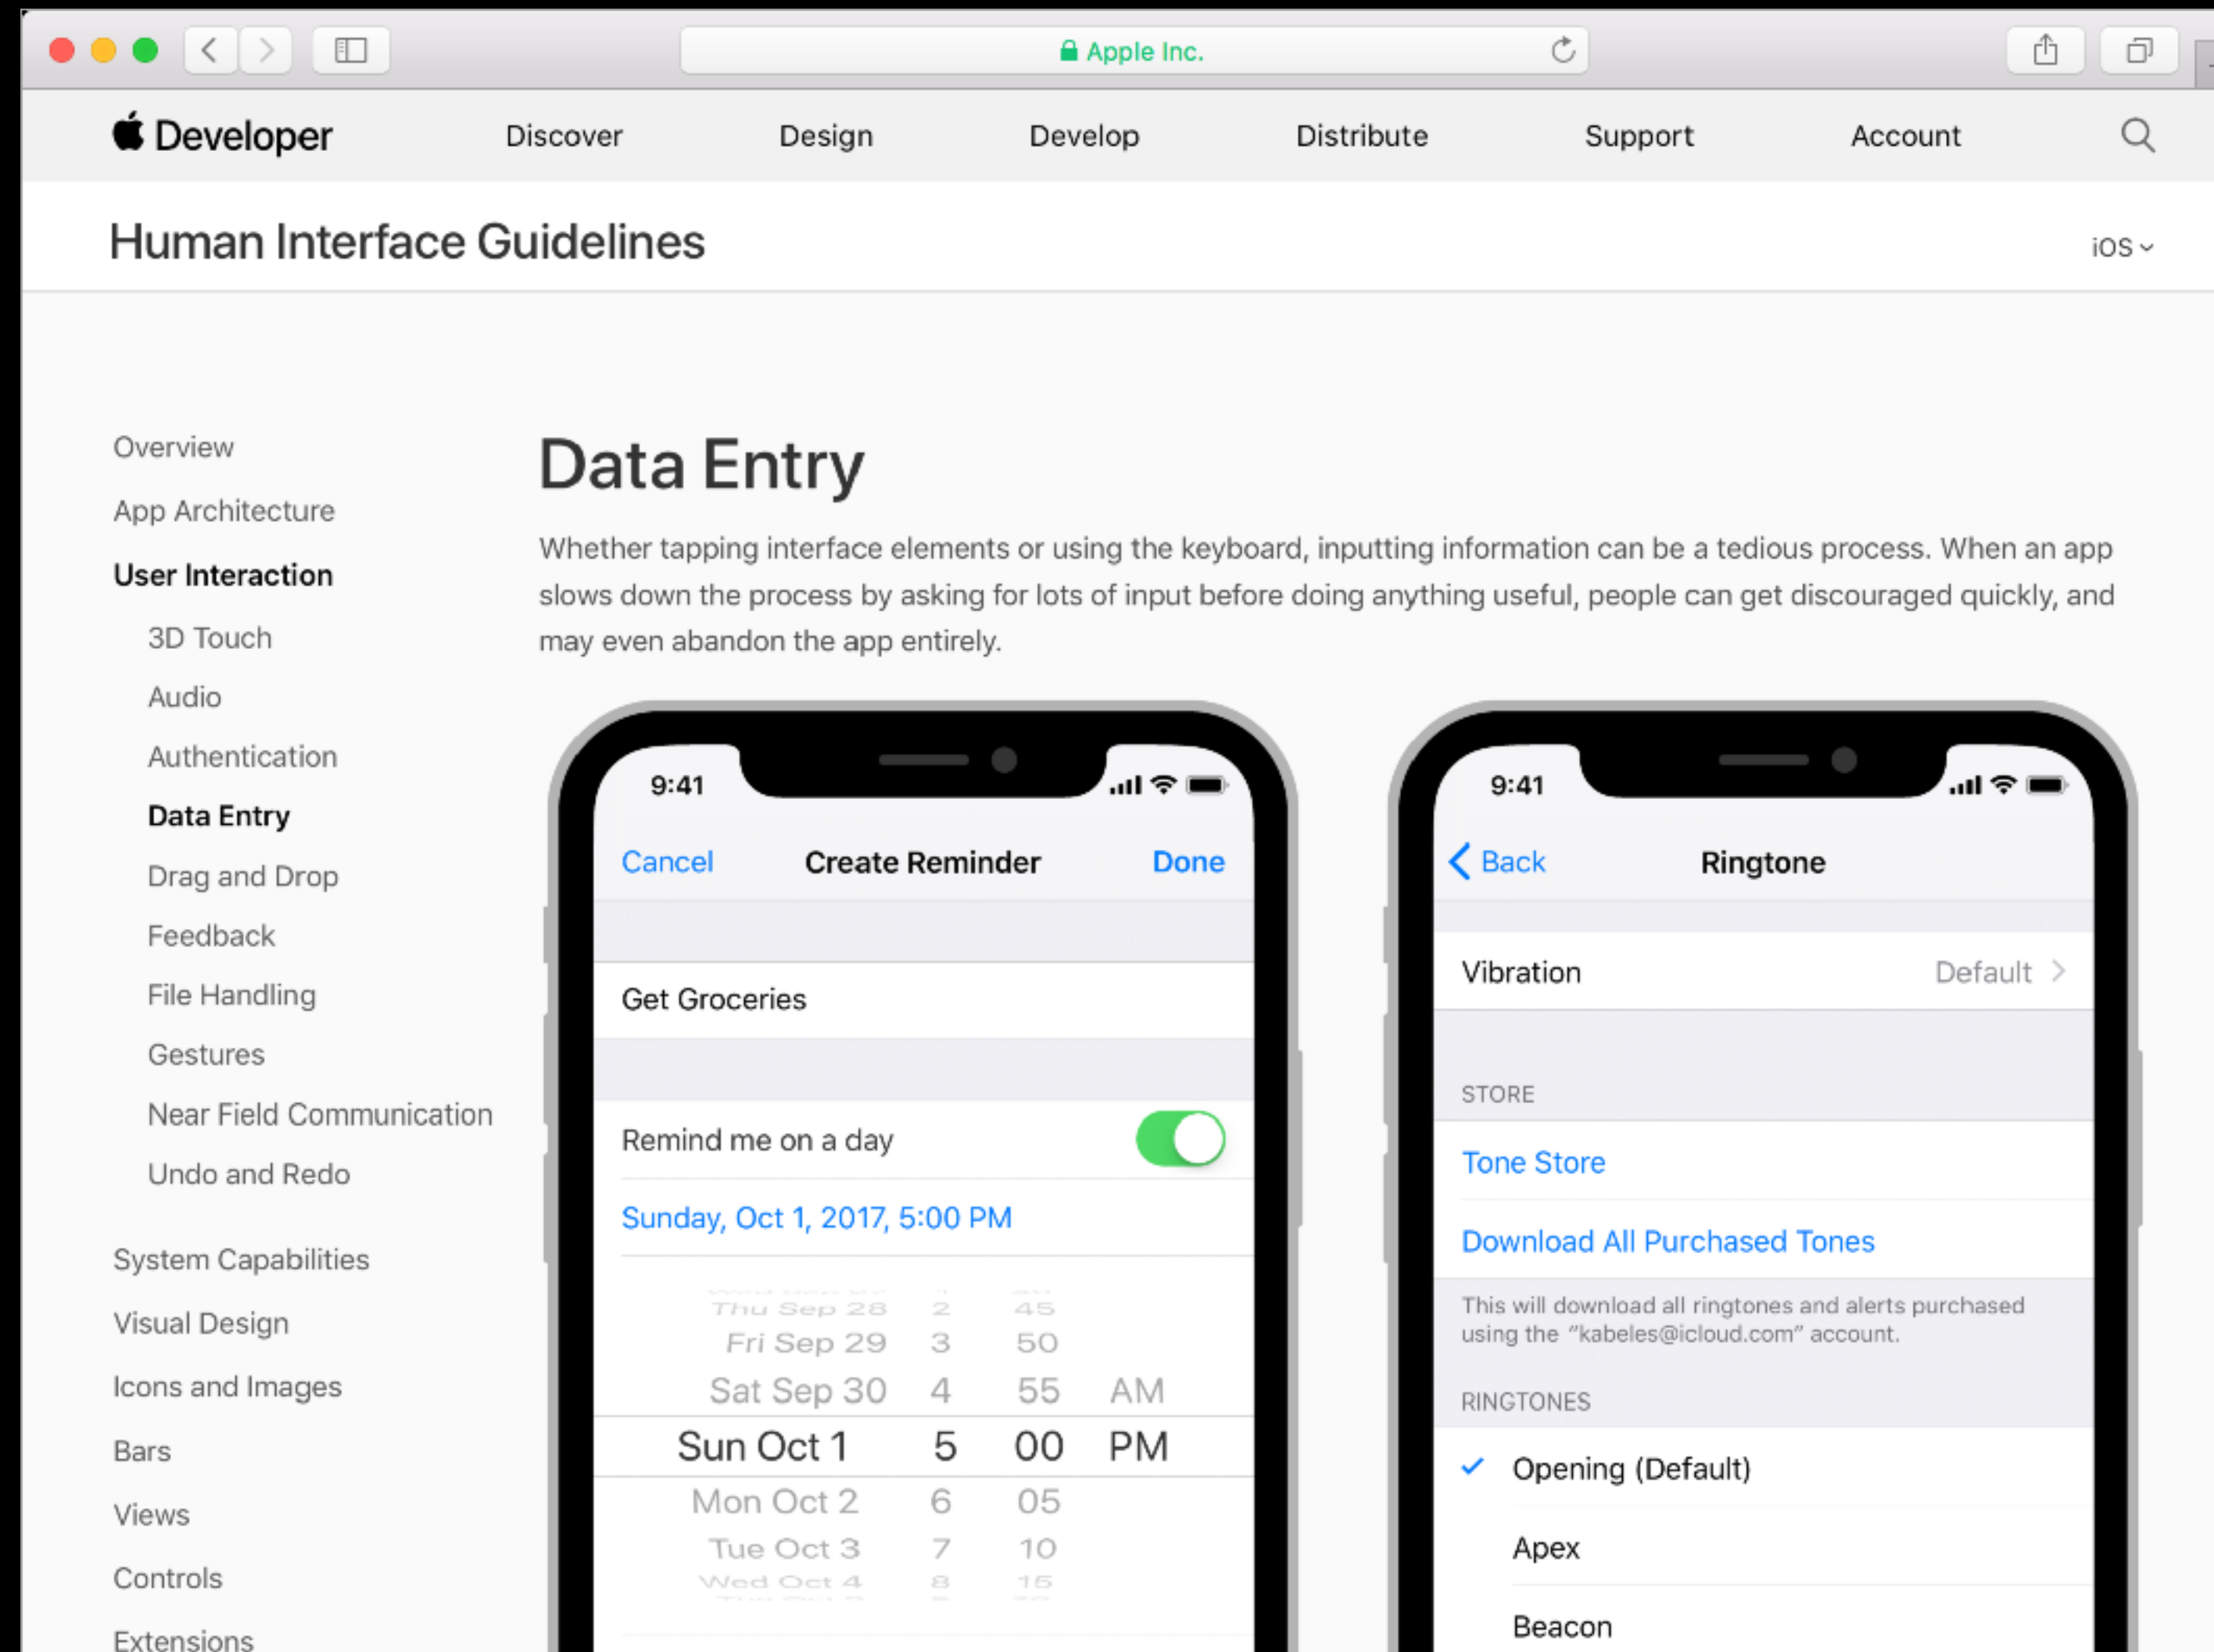 Apple Inc.
Developer Discover Design Develop Distribute Support Account
Human Interface Guidelines
iOS
Overview
App Architecture
User Interaction
3D Touch
Audio
Authentication
Data Entry
Drag and Drop
Feedback
File Handling
Gestures
Near Field Communication
Undo and Redo
System Capabilities
Visual Design
Icons and Images
Bars
Views
Controls
Extensions
Data Entry
Whether tapping interface elements or using the keyboard, inputting information can be a tedious process. When an app
slows down the process by asking for lots of input before doing anything useful, people can get discouraged quickly, and
may even abandon the app entirely.
9:41
Cancel Create Reminder Done
Get Groceries
Remind me on a day
Sunday, Oct 1, 2017, 5:00 PM
Thu Sep 28 2 45
Fri Sep 29 3 50
Sat Sep 30 4 55 AM
Sun Oct 1 5 00 PM
Mon Oct 2 6 05
Tue Oct 3 7 10
Wed Oct 4 8 15
9:41
Back Ringtone
Vibration Default
STORE
Tone Store
Download All Purchased Tones
This will download all ringtones and alerts purchased
using the “kabeles@icloud.com” account.
RINGTONES
Opening (Default)
Apex
Beacon